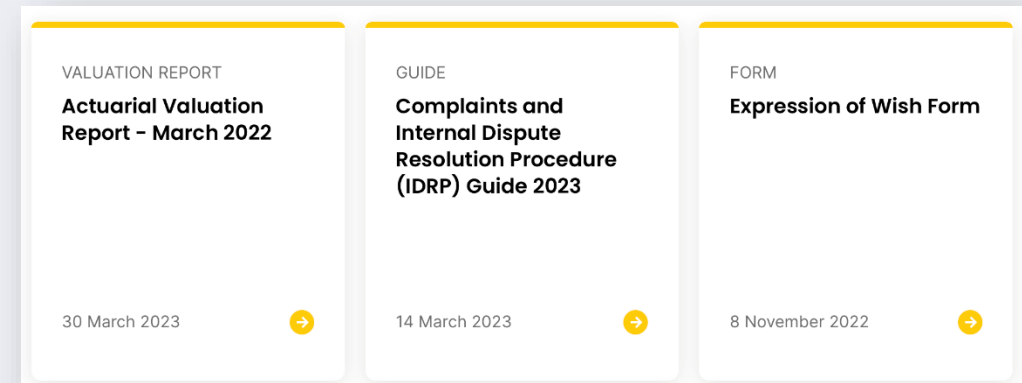 VALUATION REPORT
Actuarial Valuation
Report – March 2022
30 March 2023
GUIDE
Complaints and
Internal Dispute
Resolution Procedure
(IDRP) Guide 2023
14 March 2023
FORM
Expression of Wish Form
8 November 2022